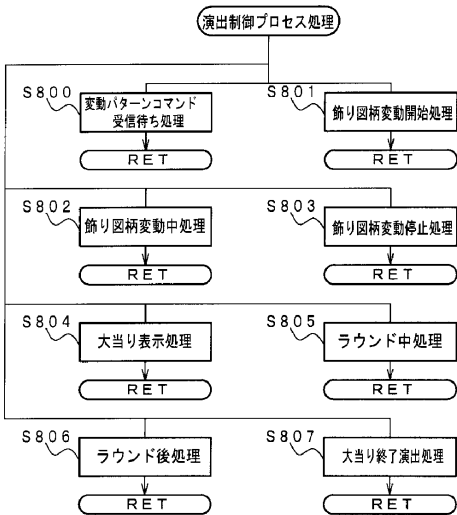 演出制御プロセス処理
S800
変動パターンコマンド
受信待ち処理
RET
S801
飾り図柄変動開始処理
RET
S802
飾り図柄変動中処理
RET
S803
飾り図柄変動停止処理
RET
S804
大当り表示処理
RET
S805
ラウンド中処理
RET
S806
ラウンド後処理
RET
S807
大当り終了演出処理
RET